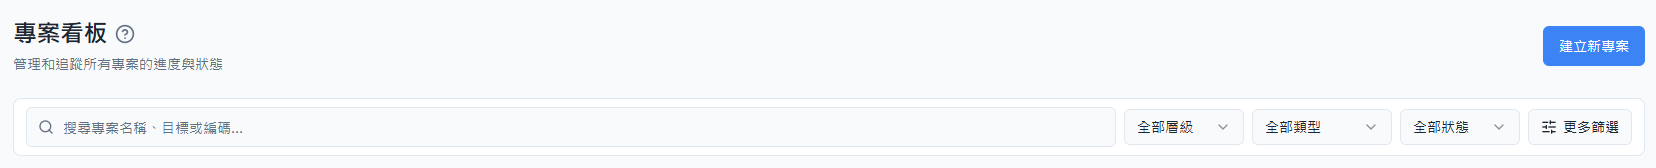 專案看板
建立新專案
管理和追蹤所有專案的進度與狀態
搜尋專案名稱、目標或編碼... 全部層級 全部類型 全部狀態 更多篩選